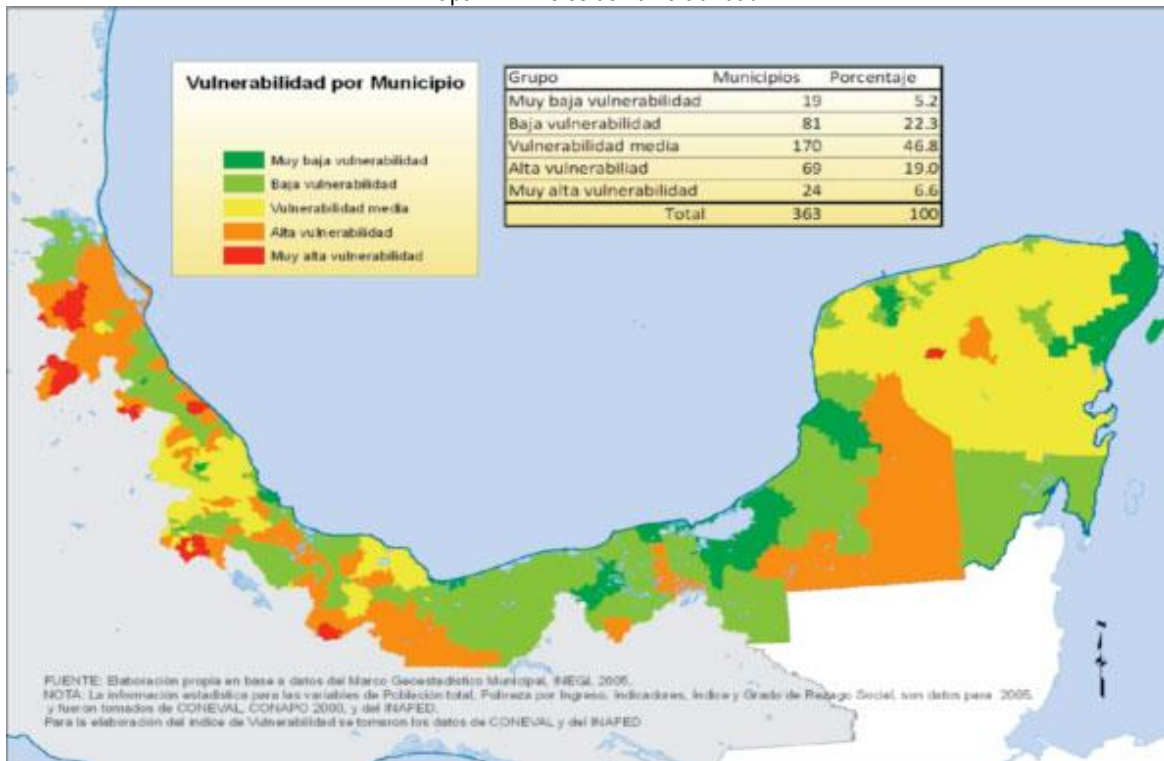 Vulnerabilidad por Municipio
Muy baja vulnerabilidad
Baja vulnerabilidad
Vulnerabilidad media
Alta vulnerabilidad
Muy alta vulnerabilidad
Grupo Municipios Porcentaje
Muy baja vulnerabilidad 19 5.2
Baja vulnerabilidad 81 22.3
Vulnerabilidad media 170 46.8
Alta vulnerabiliad 69 19.0
Muy alta vulnerabilidad 24 6.6
Total 363 100
FUENTE: Elaboración propia en base a datos del Marco Geoestadístico Municipal, INEGI, 2005.
NOTA: La información estadística para las variables de Población total, Pobreza por Ingreso, Indicadores, Índice y Grado de Rezago Social, son datos para 2005,
y fueron tomados de CONEVAL, CONAPO 2000, y del INAFED.
Para la elaboración del índice de Vulnerabilidad se tomaron los datos de CONEVAL y del INAFED